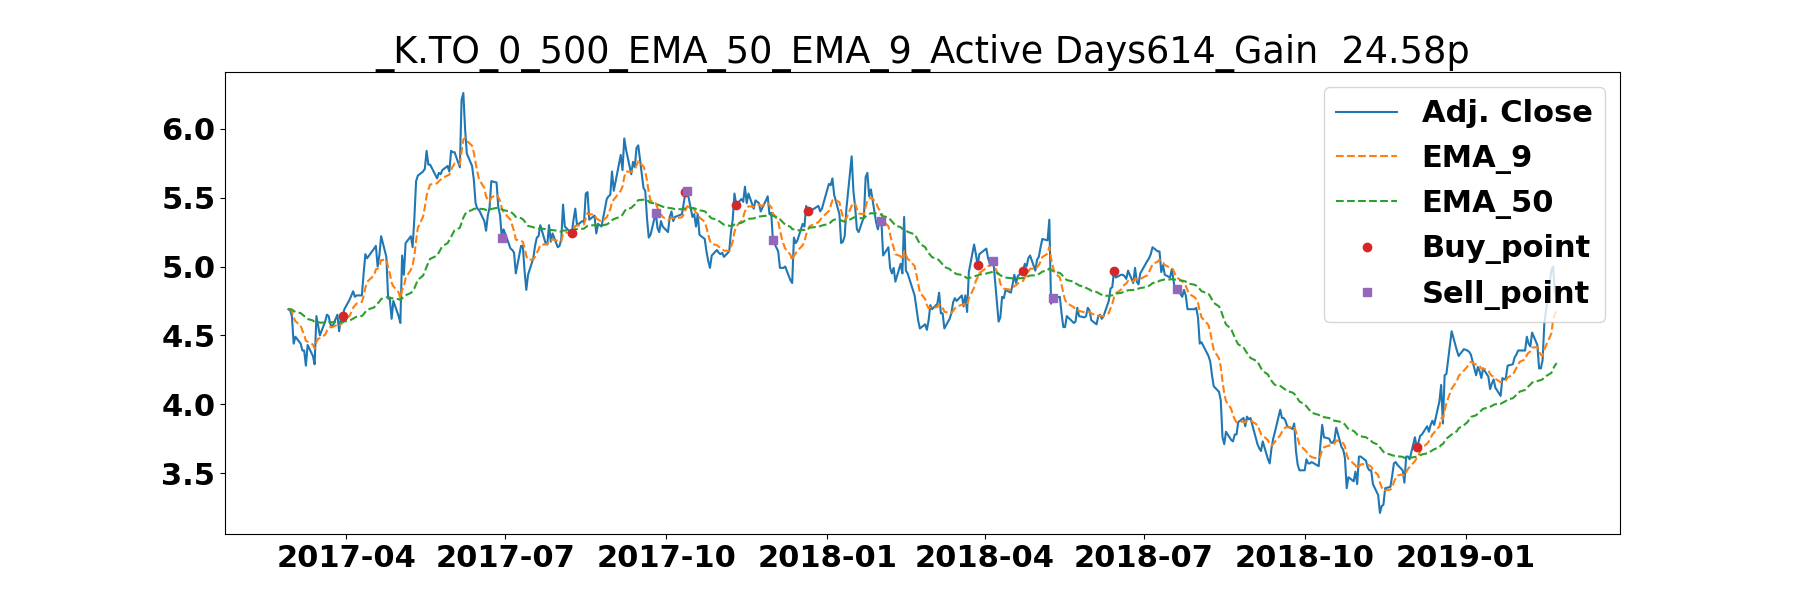 _K.TO_0_500_EMA_50_EMA_9_Active Days614_Gain  24.58p
Adj. Close
EMA_9
EMA_50
Buy_point
Sell_point
6.0
5.5
5.0
4.5
4.0
3.5
2017-04 2017-07 2017-10 2018-01 2018-04 2018-07 2018-10 2019-01